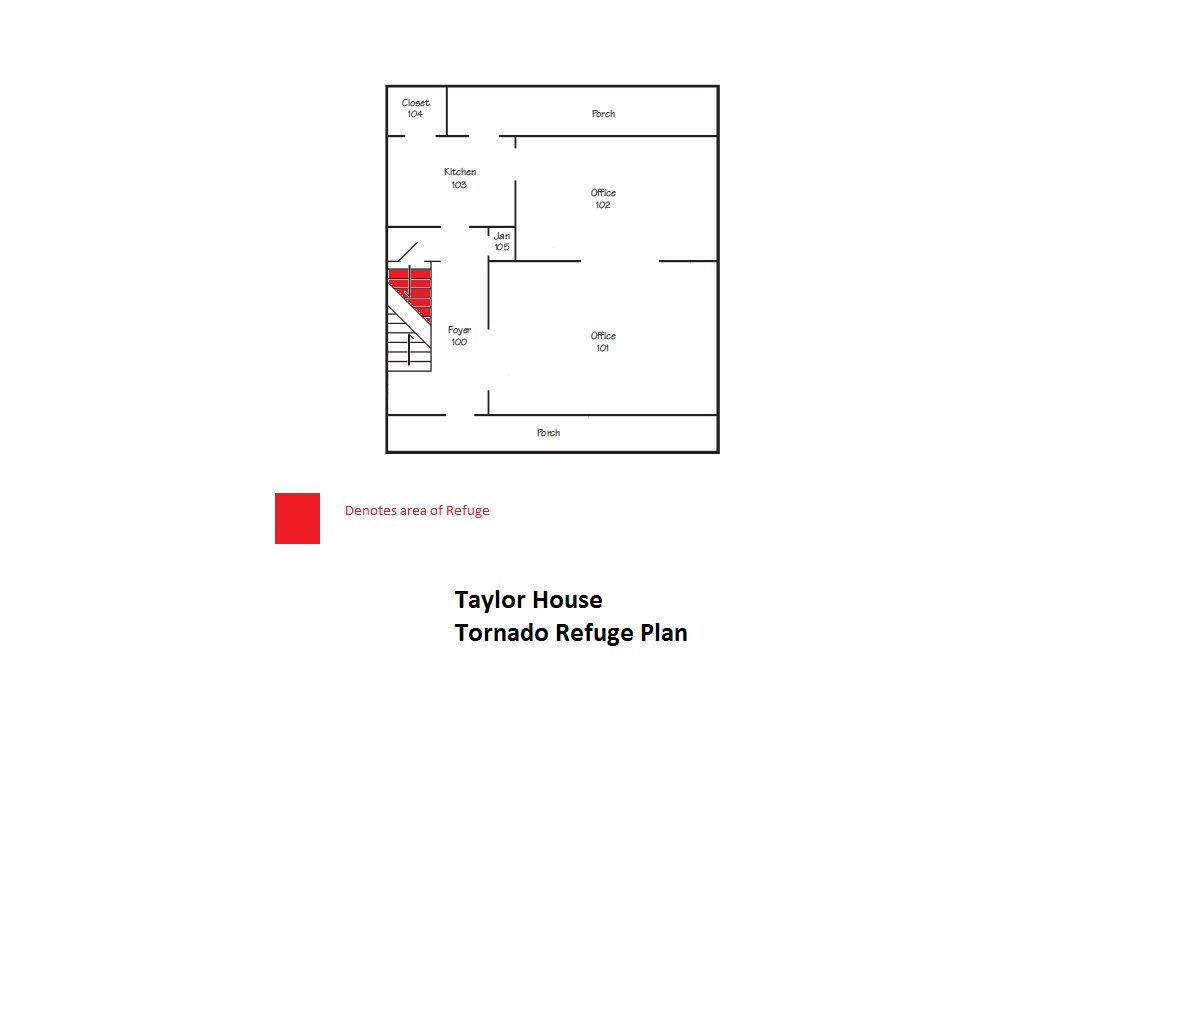 Closet
104
Porch
Kitchen
103
Office
102
Jan
105
Foyer
100
Office
101
Porch
Denotes area of Refuge
Taylor House
Tornado Refuge Plan